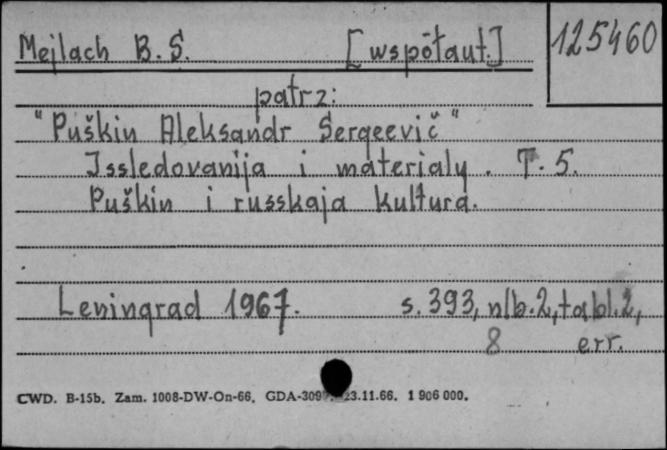 Mejlach B. S. [wspótaut.] 125460
patrz:
"Puškin Aleksandr Sergeevič"
Issledovanija i materialy. T. 5.
Puškin i russkaja kultura.
Leningrad 1967. s. 393, nlb. 2, tabl. 2,
8 err.
CWD. B-15b. Zam. 1008-DW-On-66. GDA-309 23.11.66. 1 906 000.